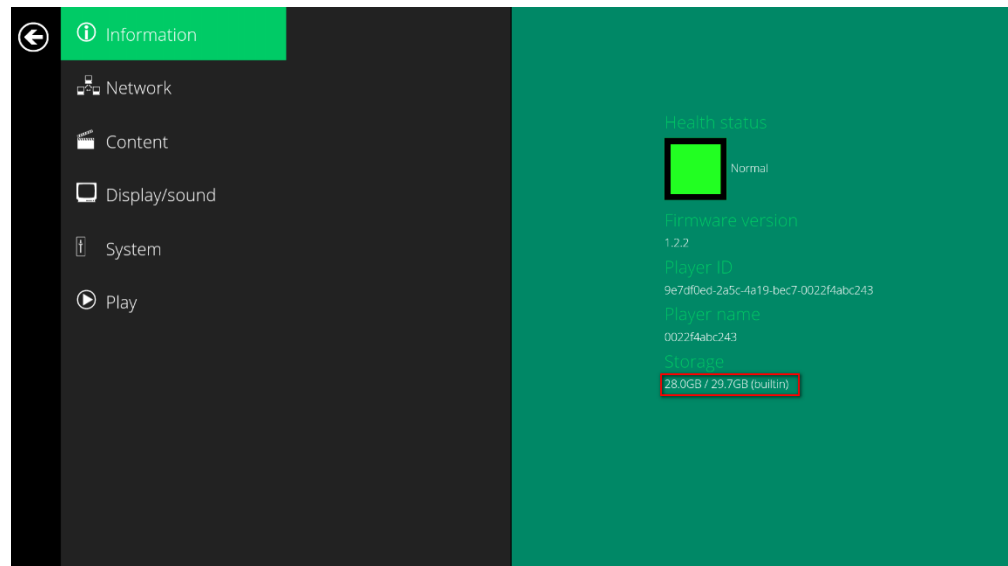 Information
Network
Content
Display/sound
System
Play
Health status
Normal
Firmware version
1.2.2
Player ID
9e7df0ed-2a5c-4a19-bec7-0022f4abc243
Player name
0022f4abc243
Storage
28.0GB / 29.7GB (builtin)